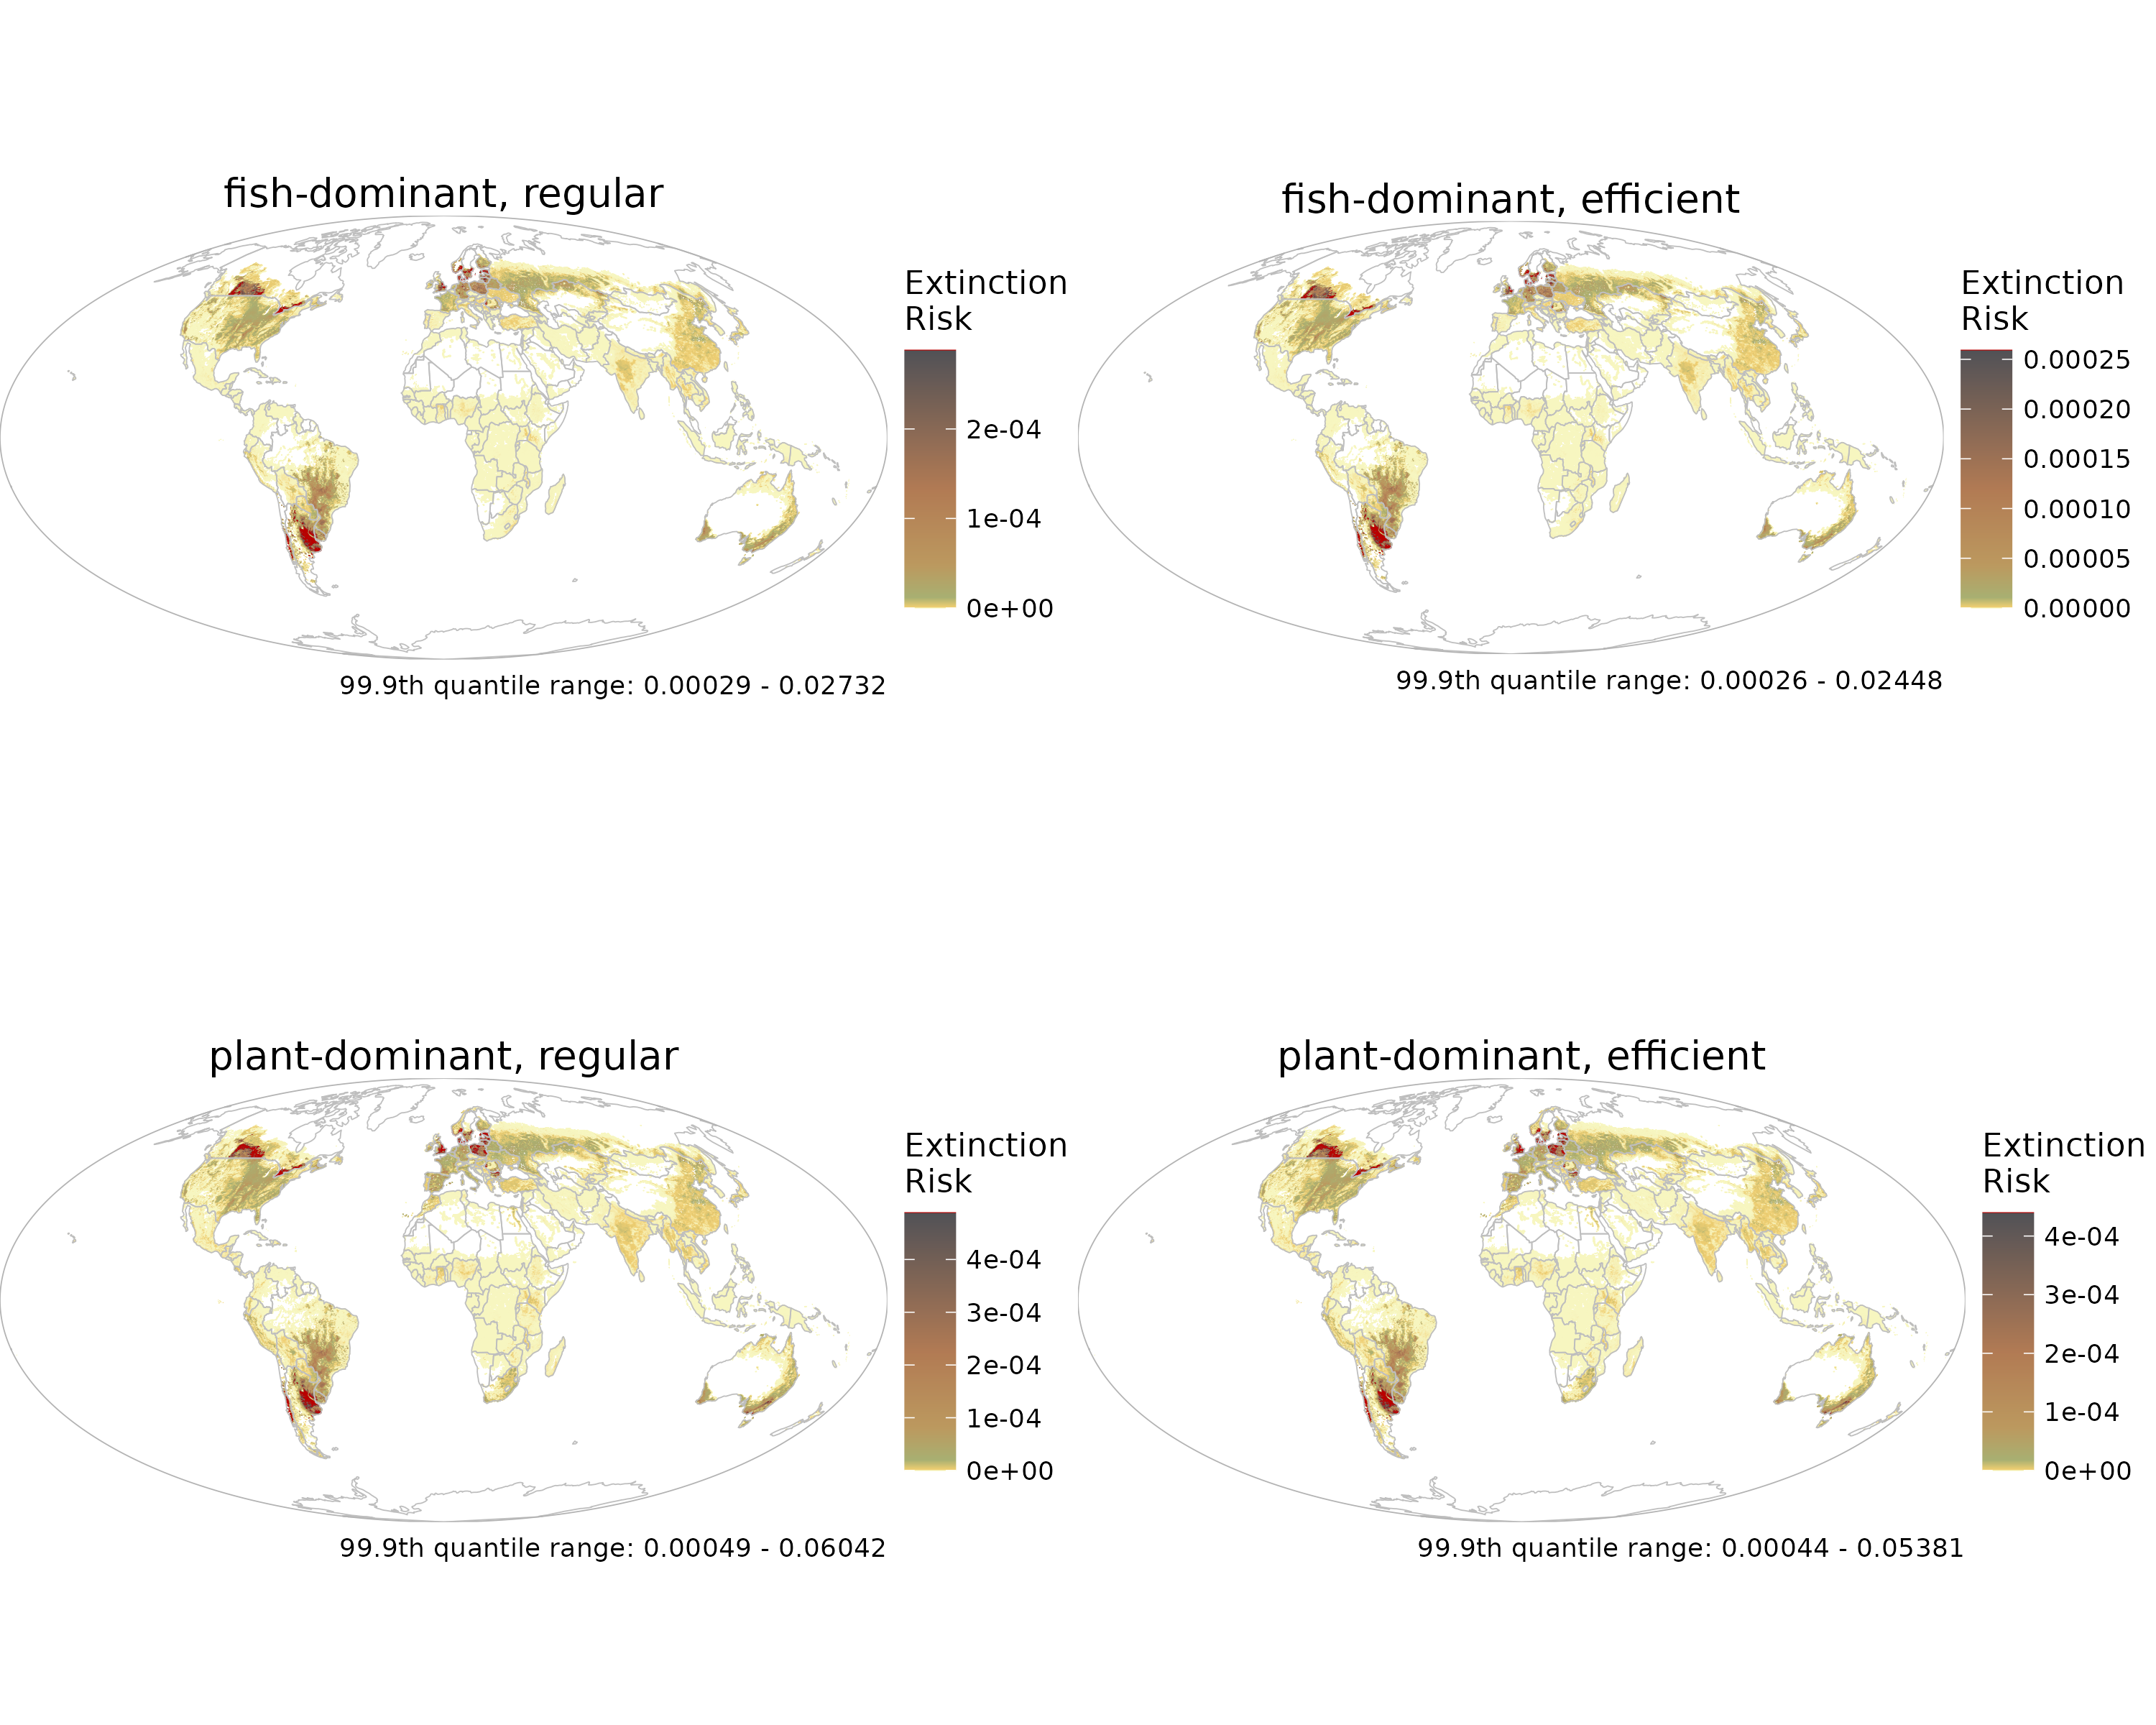 fish-dominant, regular
Extinction
Risk
2e-04
1e-04
0e+00
99.9th quantile range: 0.00029 - 0.02732
fish-dominant, efficient
Extinction
Risk
0.00025
0.00020
0.00015
0.00010
0.00005
0.00000
99.9th quantile range: 0.00026 - 0.02448
plant-dominant, regular
Extinction
Risk
4e-04
3e-04
2e-04
1e-04
0e+00
99.9th quantile range: 0.00049 - 0.06042
plant-dominant, efficient
Extinction
Risk
4e-04
3e-04
2e-04
1e-04
0e+00
99.9th quantile range: 0.00044 - 0.05381